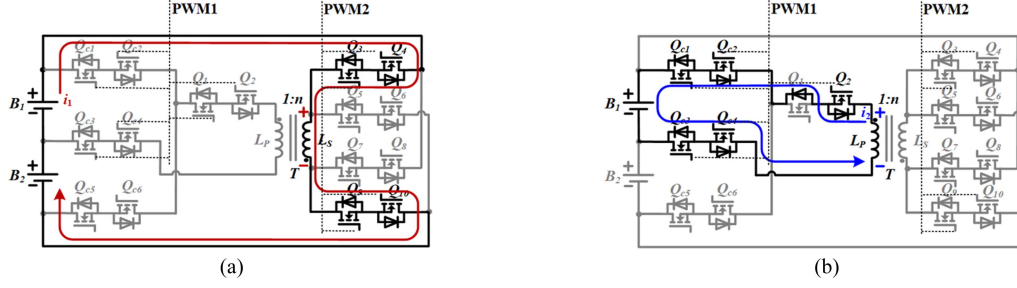 PWM1
PWM2
Qc1
Qc2
Q3
Q4
B1
i1
Q1
Q2
1:n
Q5
Q6
Qc3
Qc4
LP
LS
Q7
Q8
B2
T
Qc5
Qc6
Q9
Q10
(a)
PWM1
PWM2
Qc1
Qc2
Q3
Q4
B1
Q1
Q2
1:n
i2
Q5
Q6
Qc3
Qc4
LP
LS
Q7
Q8
B2
T
Qc5
Qc6
Q9
Q10
(b)